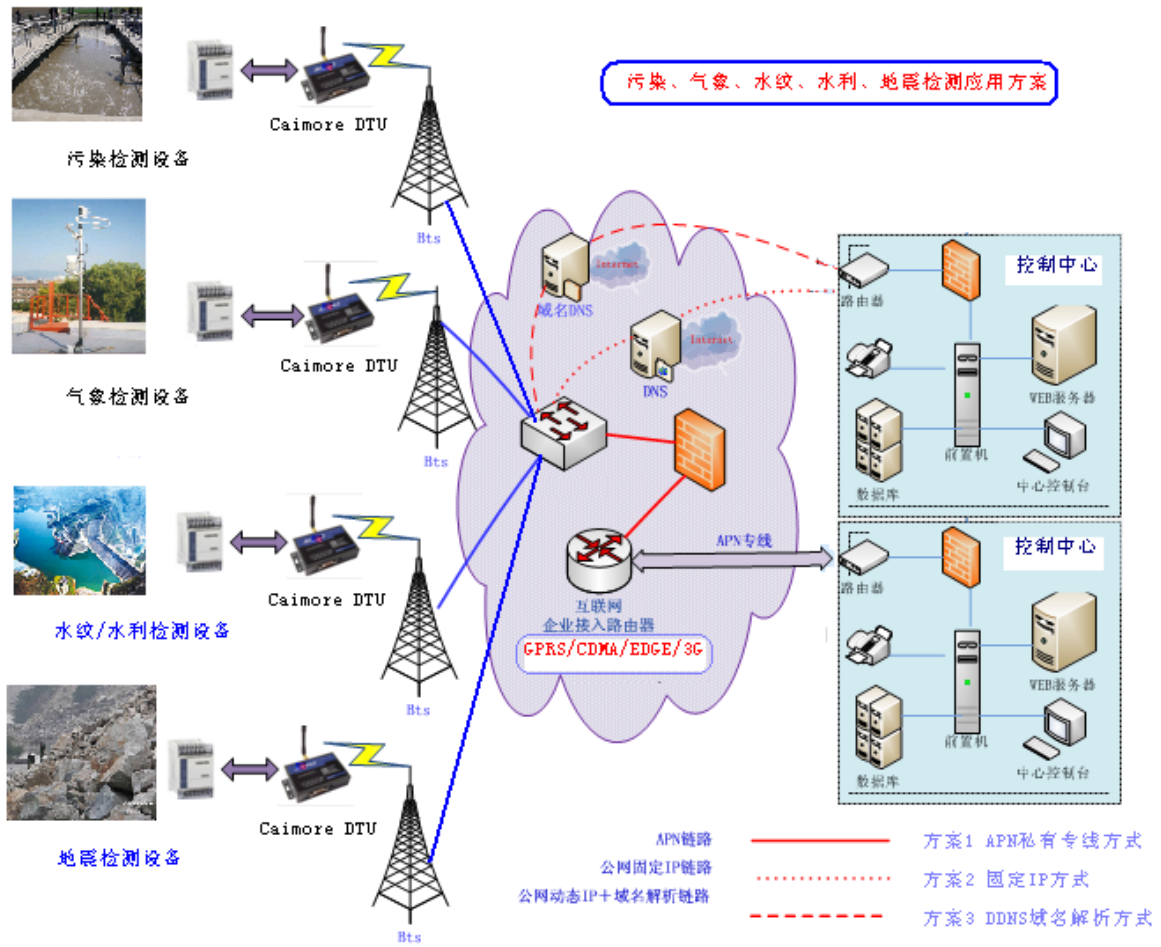 污染、气象、水纹、水利、地震检测应用方案
Caimore DTU
污染检测设备
Bts
Caimore DTU
气象检测设备
Bts
Caimore DTU
水纹/水利检测设备
Bts
Caimore DTU
地震检测设备
Bts
Internet
域名DNS
Internet
DNS
APN专线
互联网
企业接入路由器
GPRS/CDMA/EDGE/3G
控制中心
路由器
WEB服务器
前置机
数据库
中心控制台
控制中心
路由器
WEB服务器
前置机
数据库
中心控制台
APN链路
方案1 APN私有专线方式
公网固定IP链路
方案2 固定IP方式
公网动态IP＋域名解析链路
方案3 DDNS域名解析方式